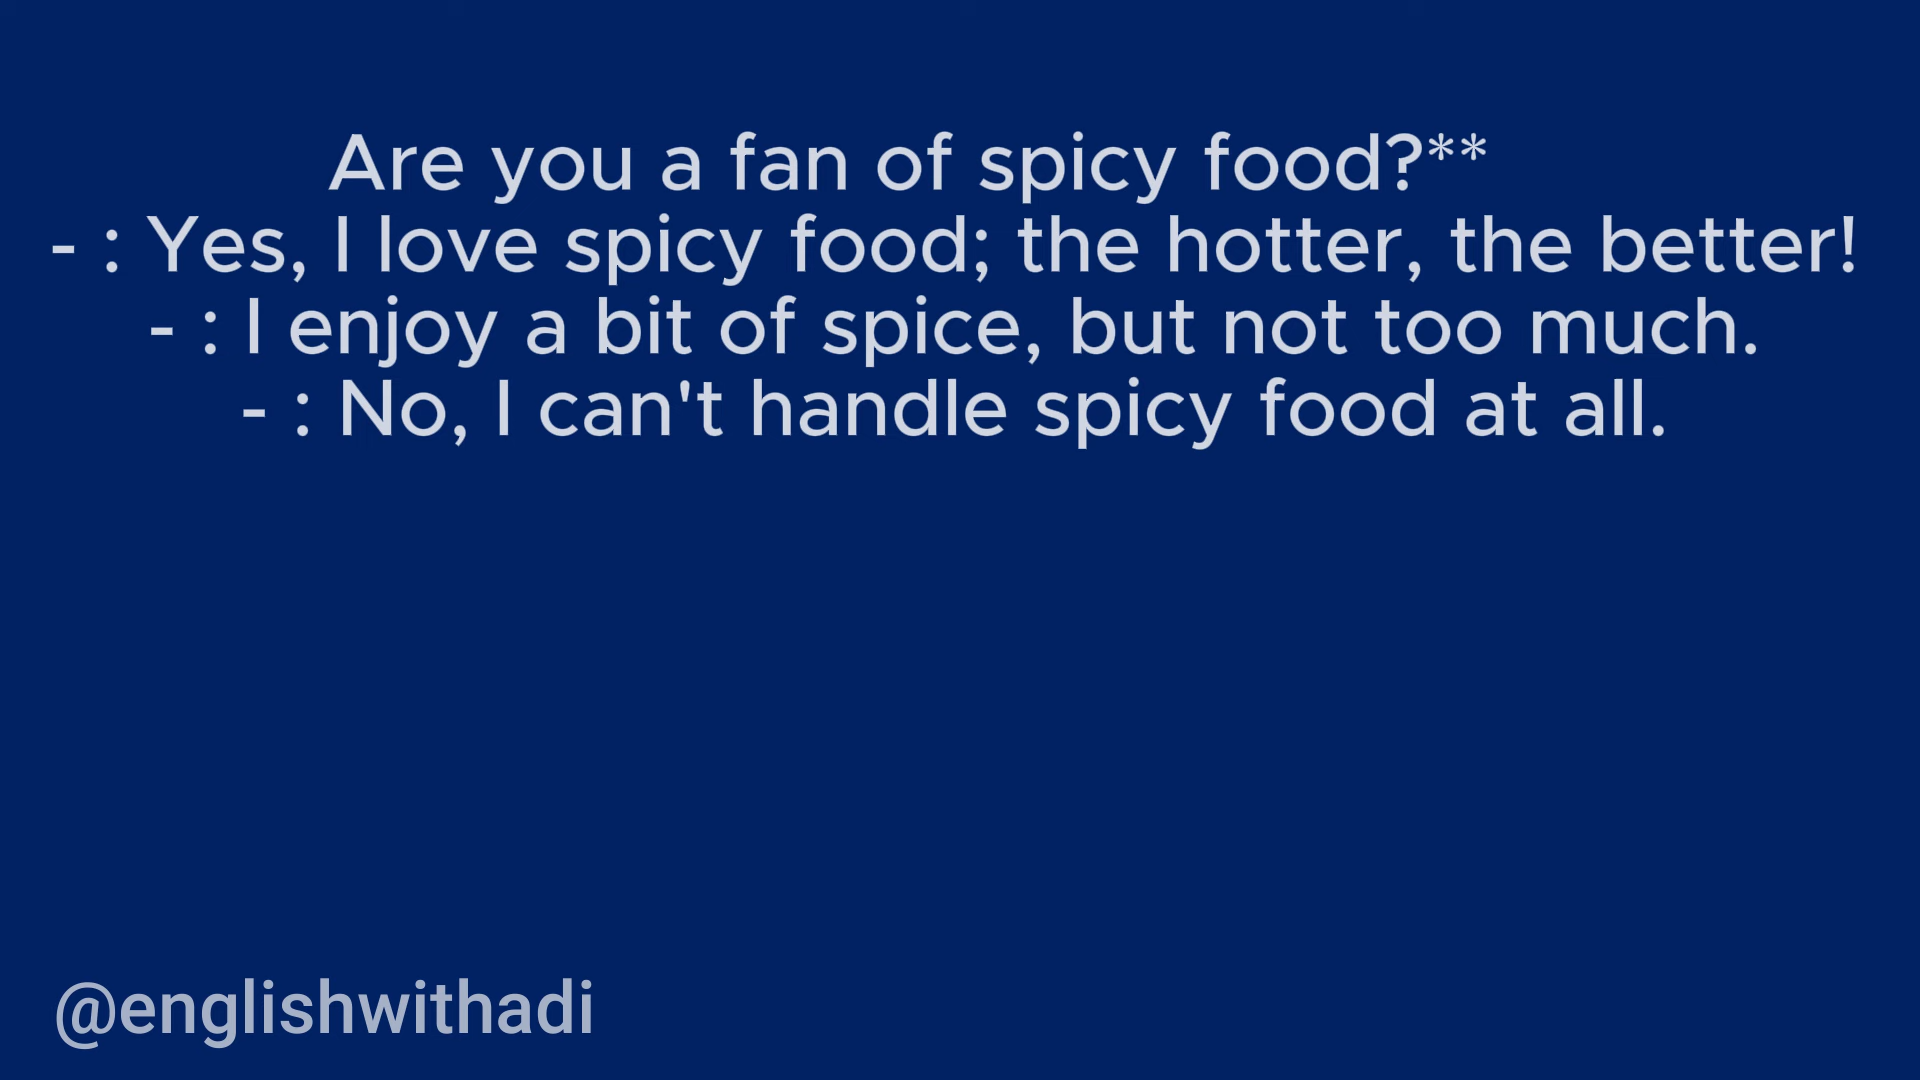 Are you a fan of spicy food?**
- : Yes, I love spicy food; the hotter, the better!
- : I enjoy a bit of spice, but not too much.
- : No, I can't handle spicy food at all.
@englishwithadi